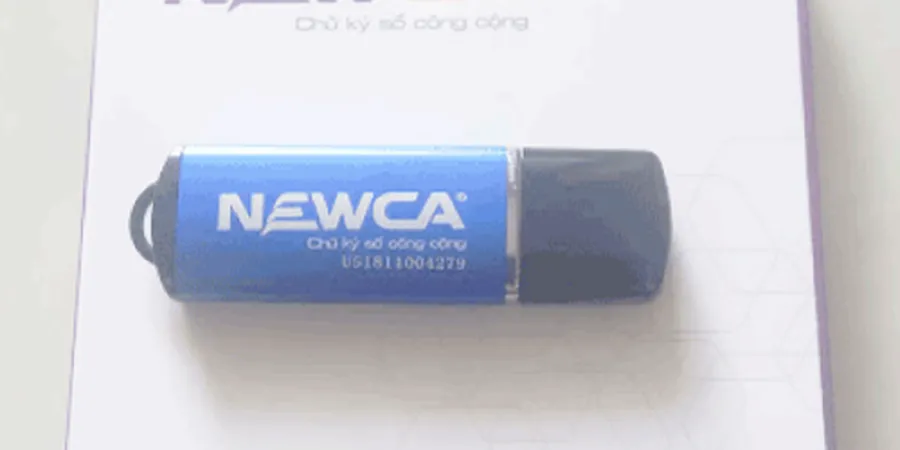 Chữ ký số công cộng
NEWCA®
Chữ ký số công cộng
US1811004279